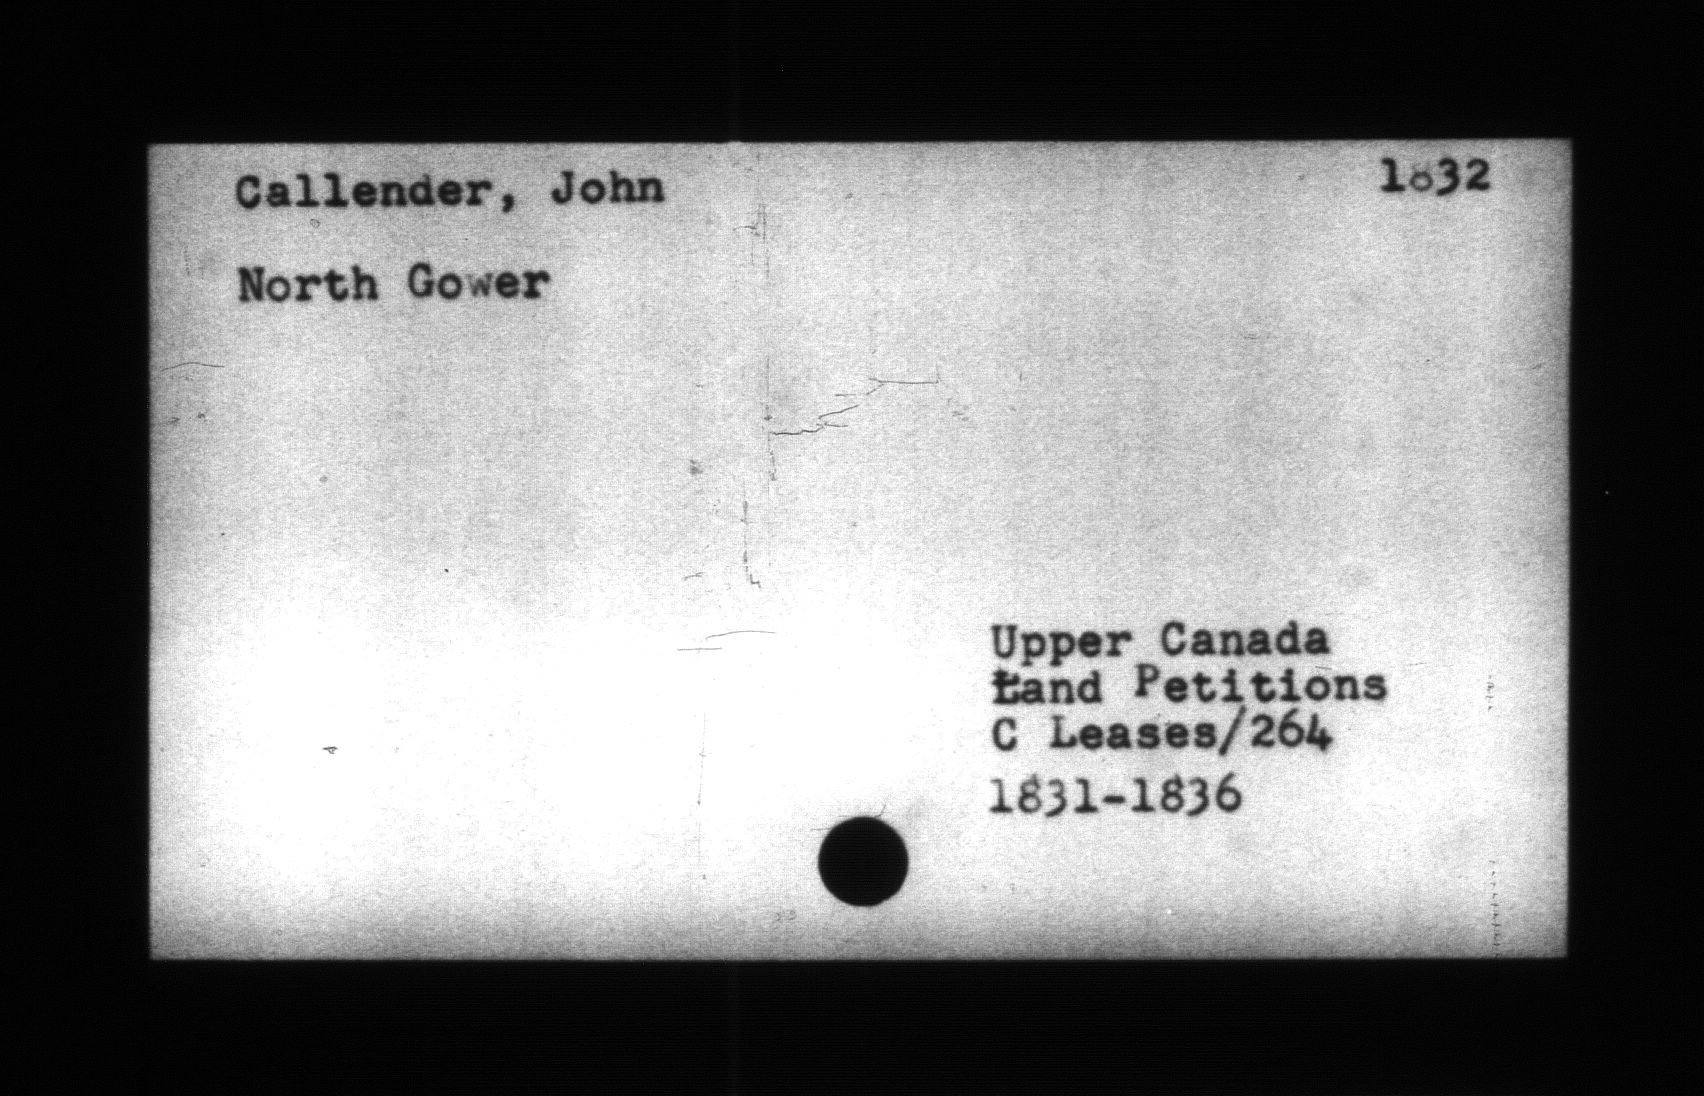 Callender, John 1832
North Gower
Upper Canada
Land Petitions
C Leases/264
1831-1836